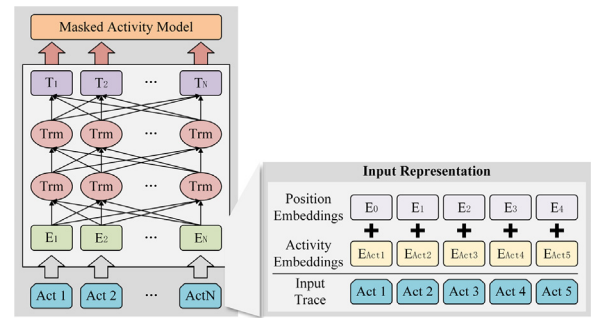 Masked Activity Model
T1 T2 ... TN
Trm Trm ... Trm
Trm Trm ... Trm
E1 E2 ... EN
Act 1 Act 2 ... ActN
Input Representation
Position
Embeddings
E0 E1 E2 E3 E4
+ + + + +
Activity
Embeddings
EAct1 EAct2 EAct3 EAct4 EAct5
Input
Trace
Act 1 Act 2 Act 3 Act 4 Act 5